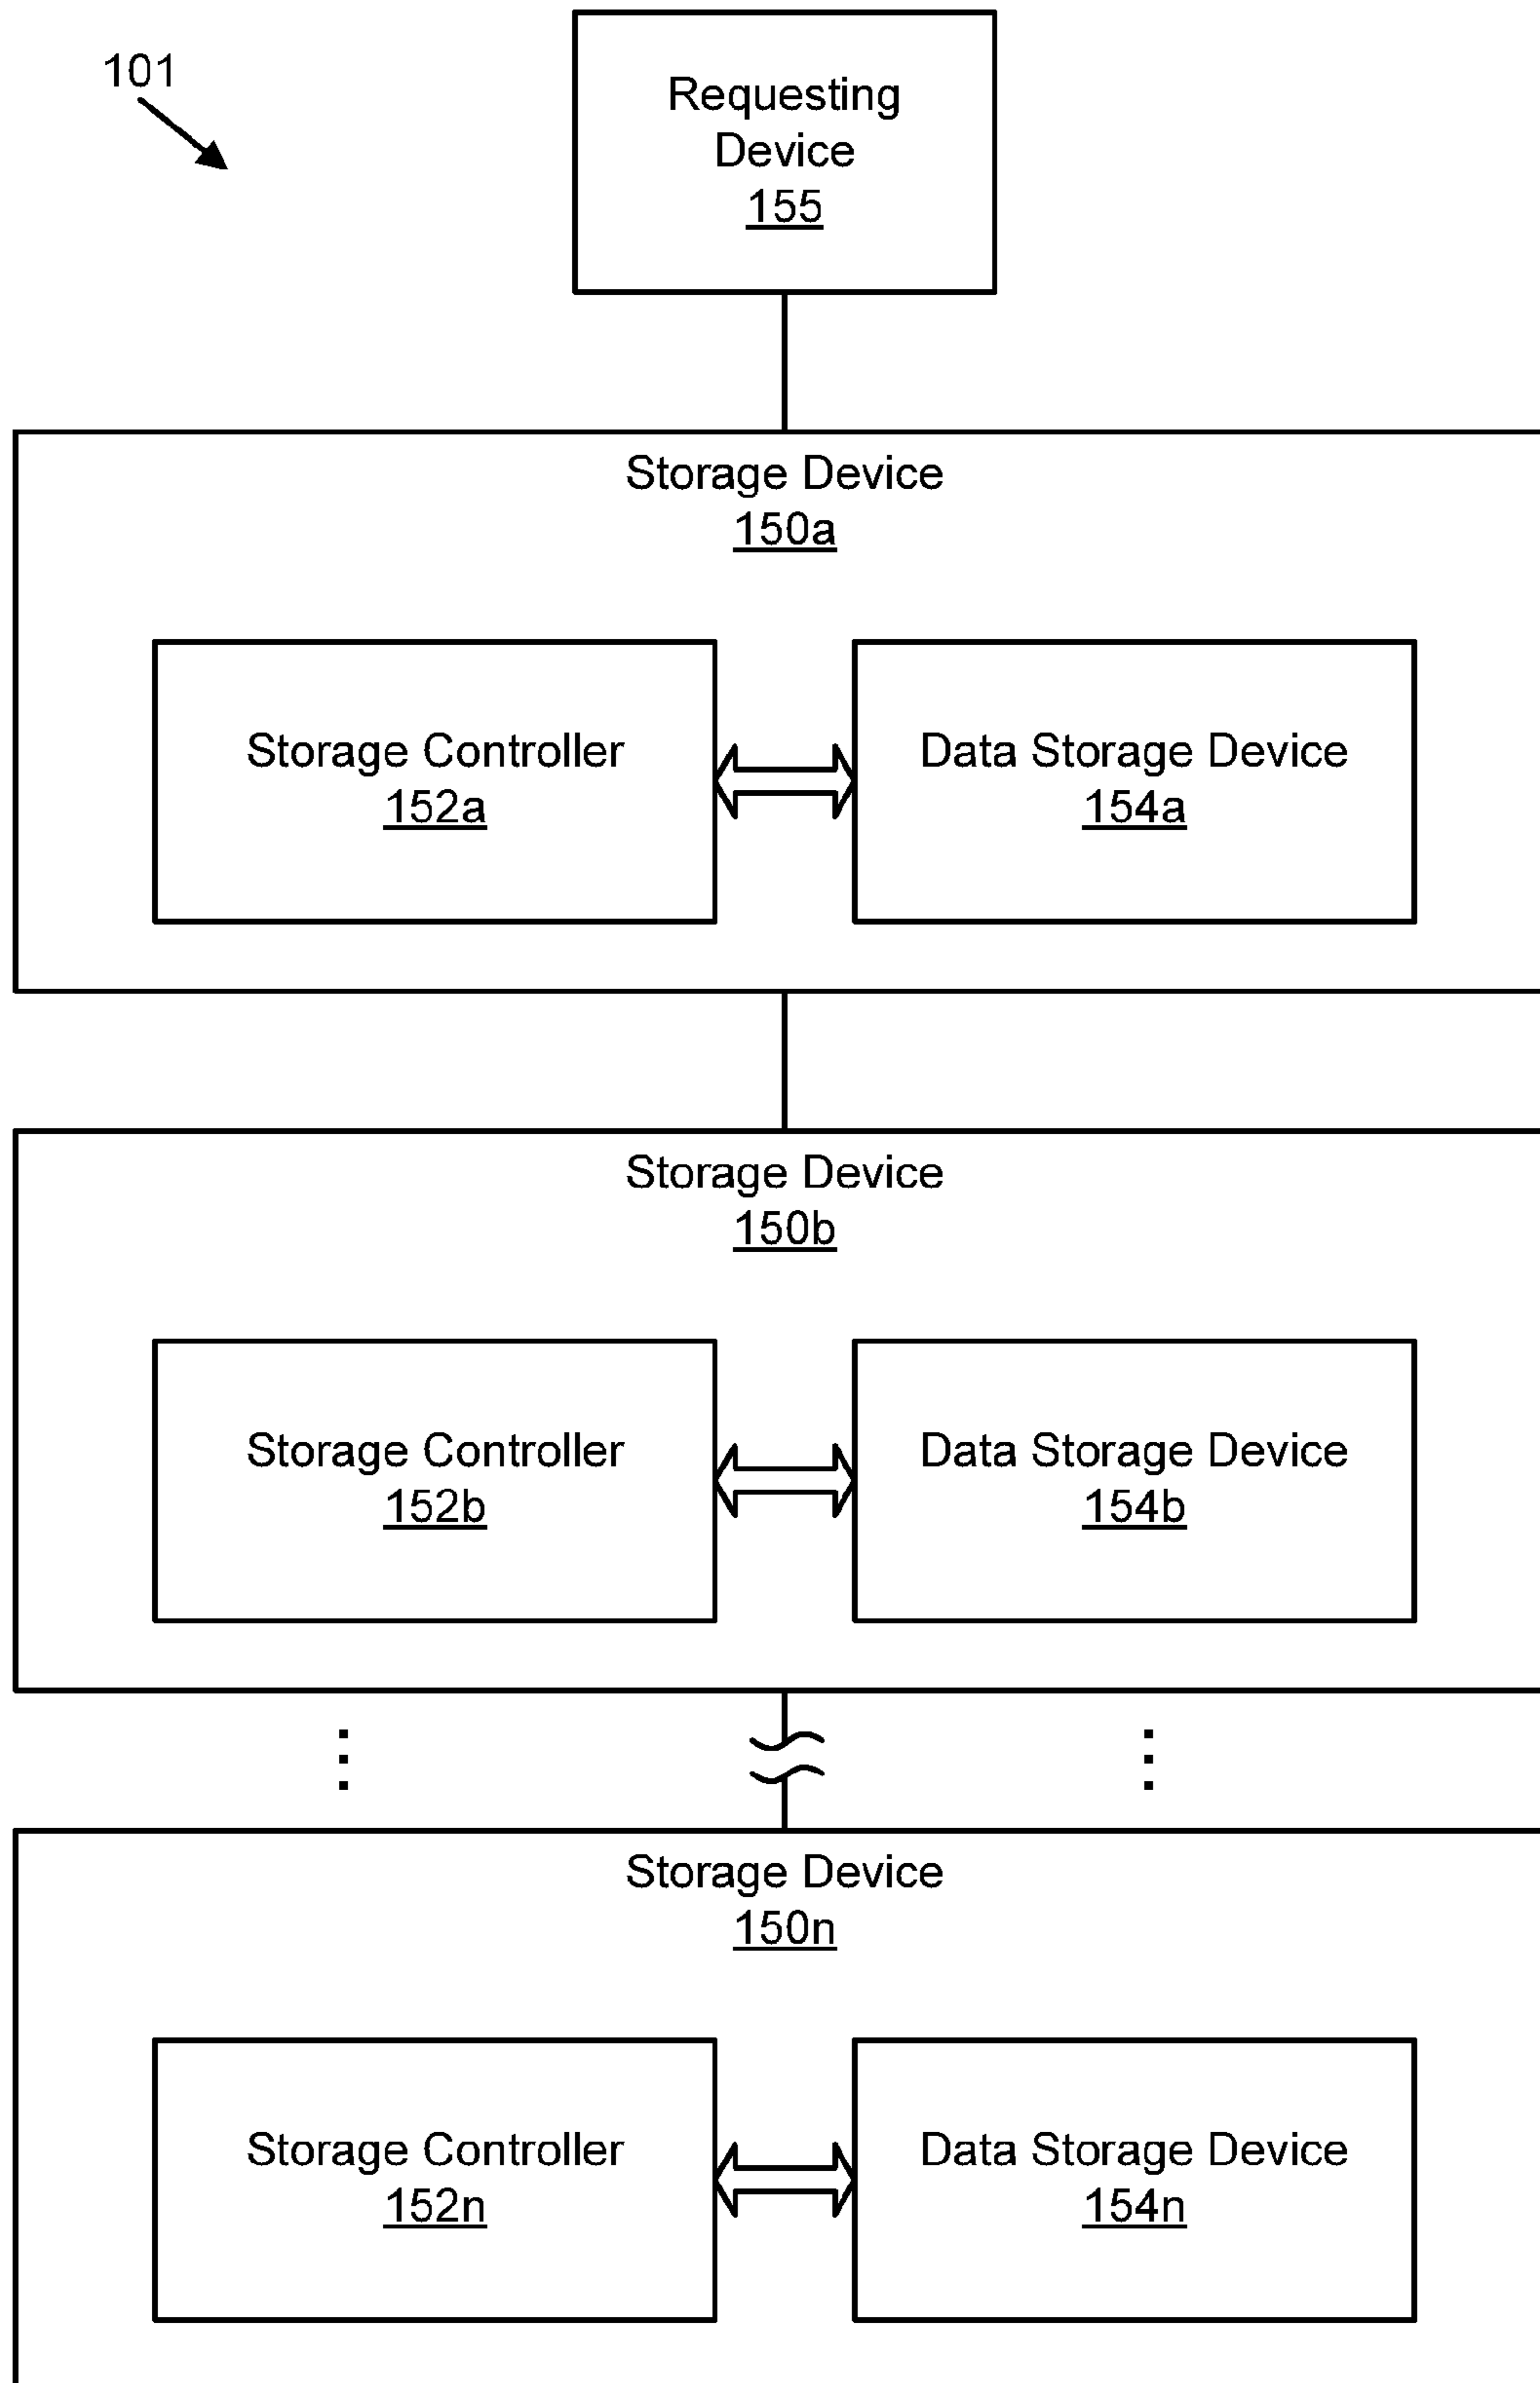 101
Requesting
Device
155
Storage Device
150a
Storage Controller
152a
Data Storage Device
154a
Storage Device
150b
Storage Controller
152b
Data Storage Device
154b
Storage Device
150n
Storage Controller
152n
Data Storage Device
154n